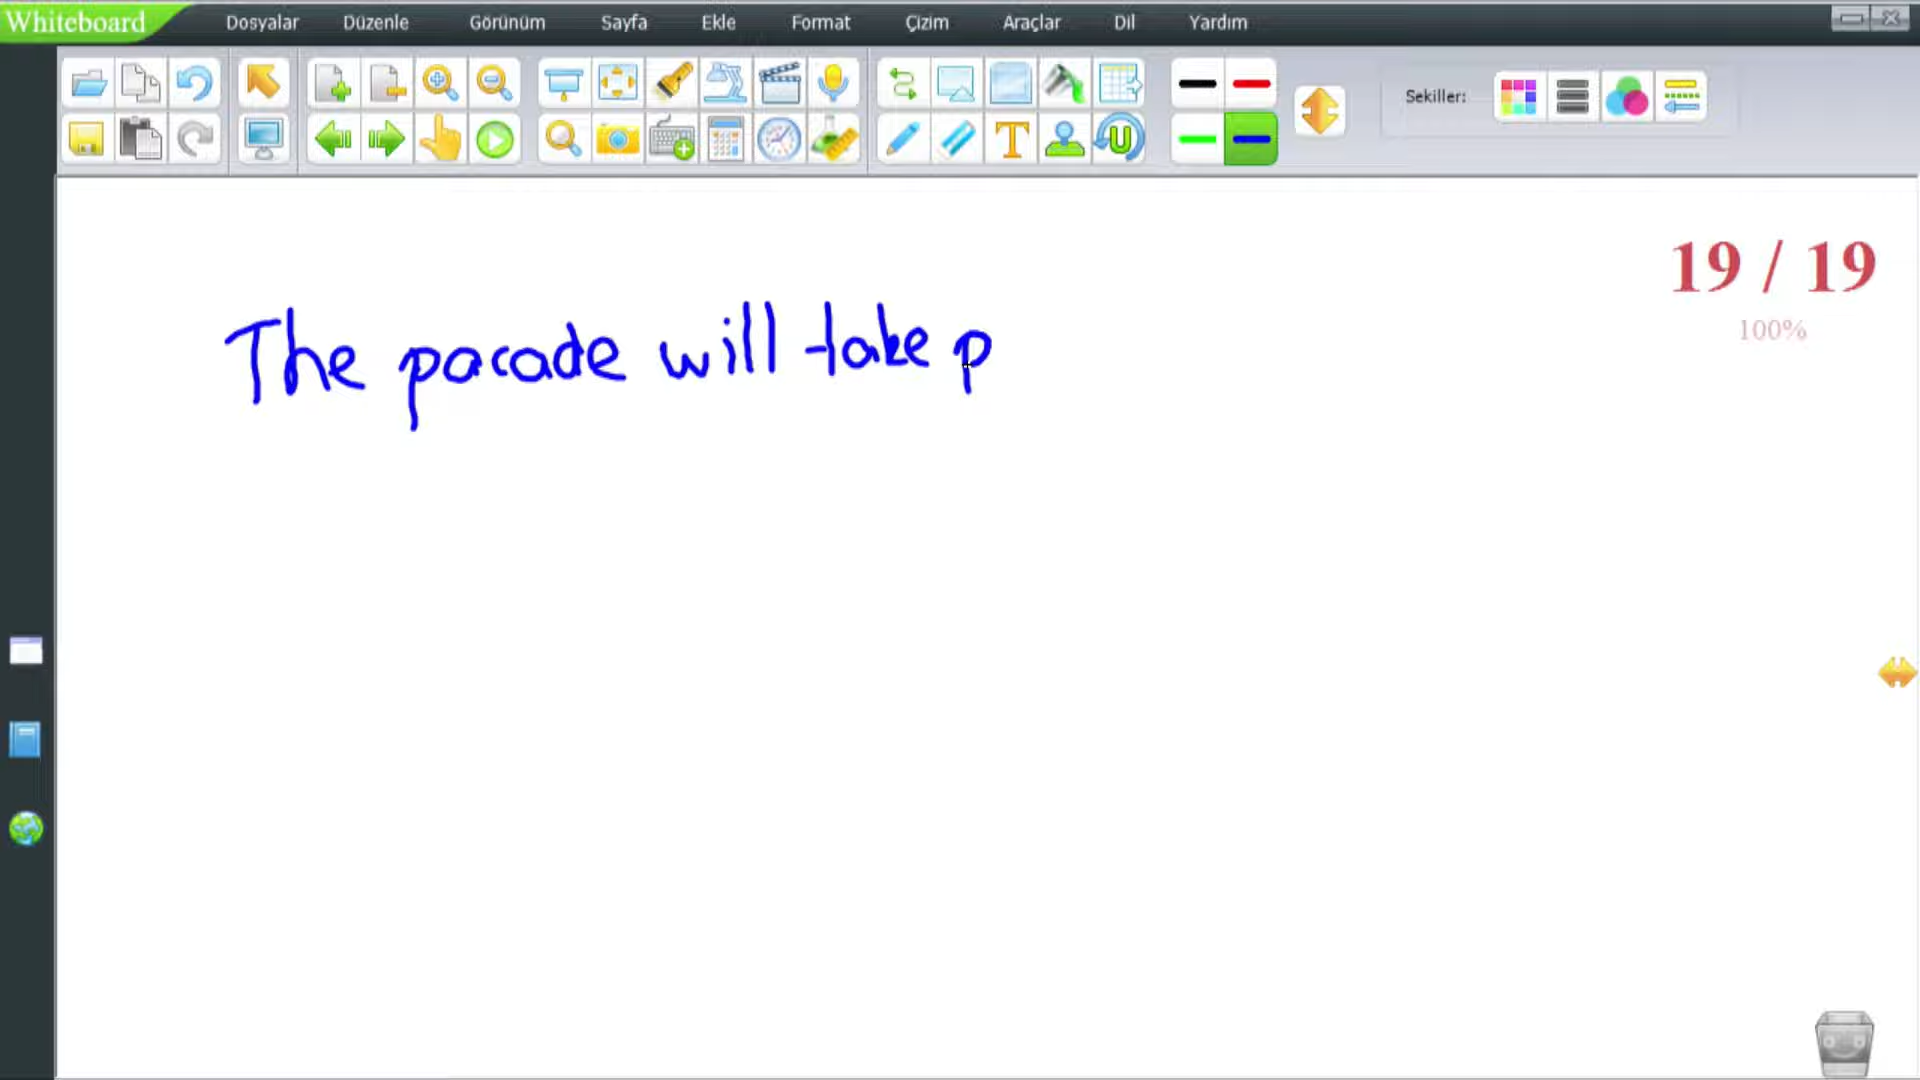 Whiteboard Dosyalar Düzenle Görünüm Sayfa Ekle Format Çizim Araçlar Dil Yardım
Sekiller:
19 / 19
100%
The parade will take p